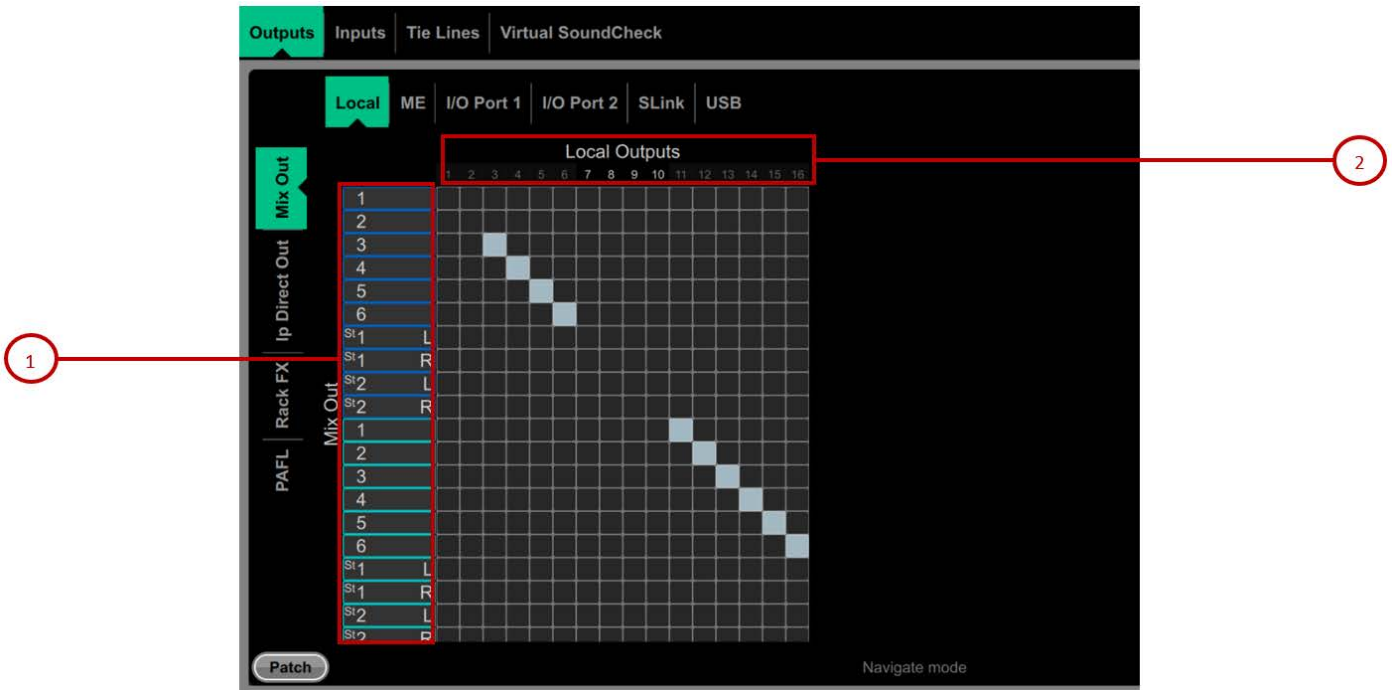 Outputs Inputs Tie Lines Virtual SoundCheck
Local ME I/O Port 1 I/O Port 2 SLink USB
Local Outputs
1 2 3 4 5 6 7 8 9 10 11 12 13 14 15 16
Mix Out
Ip Direct Out
Rack FX
PAFL
Mix Out
1
2
3
4
5
6
St1 L
St1 R
St2 L
St2 R
1
2
3
4
5
6
St1 L
St1 R
St2 L
St2 R
Patch
Navigate mode
1
2